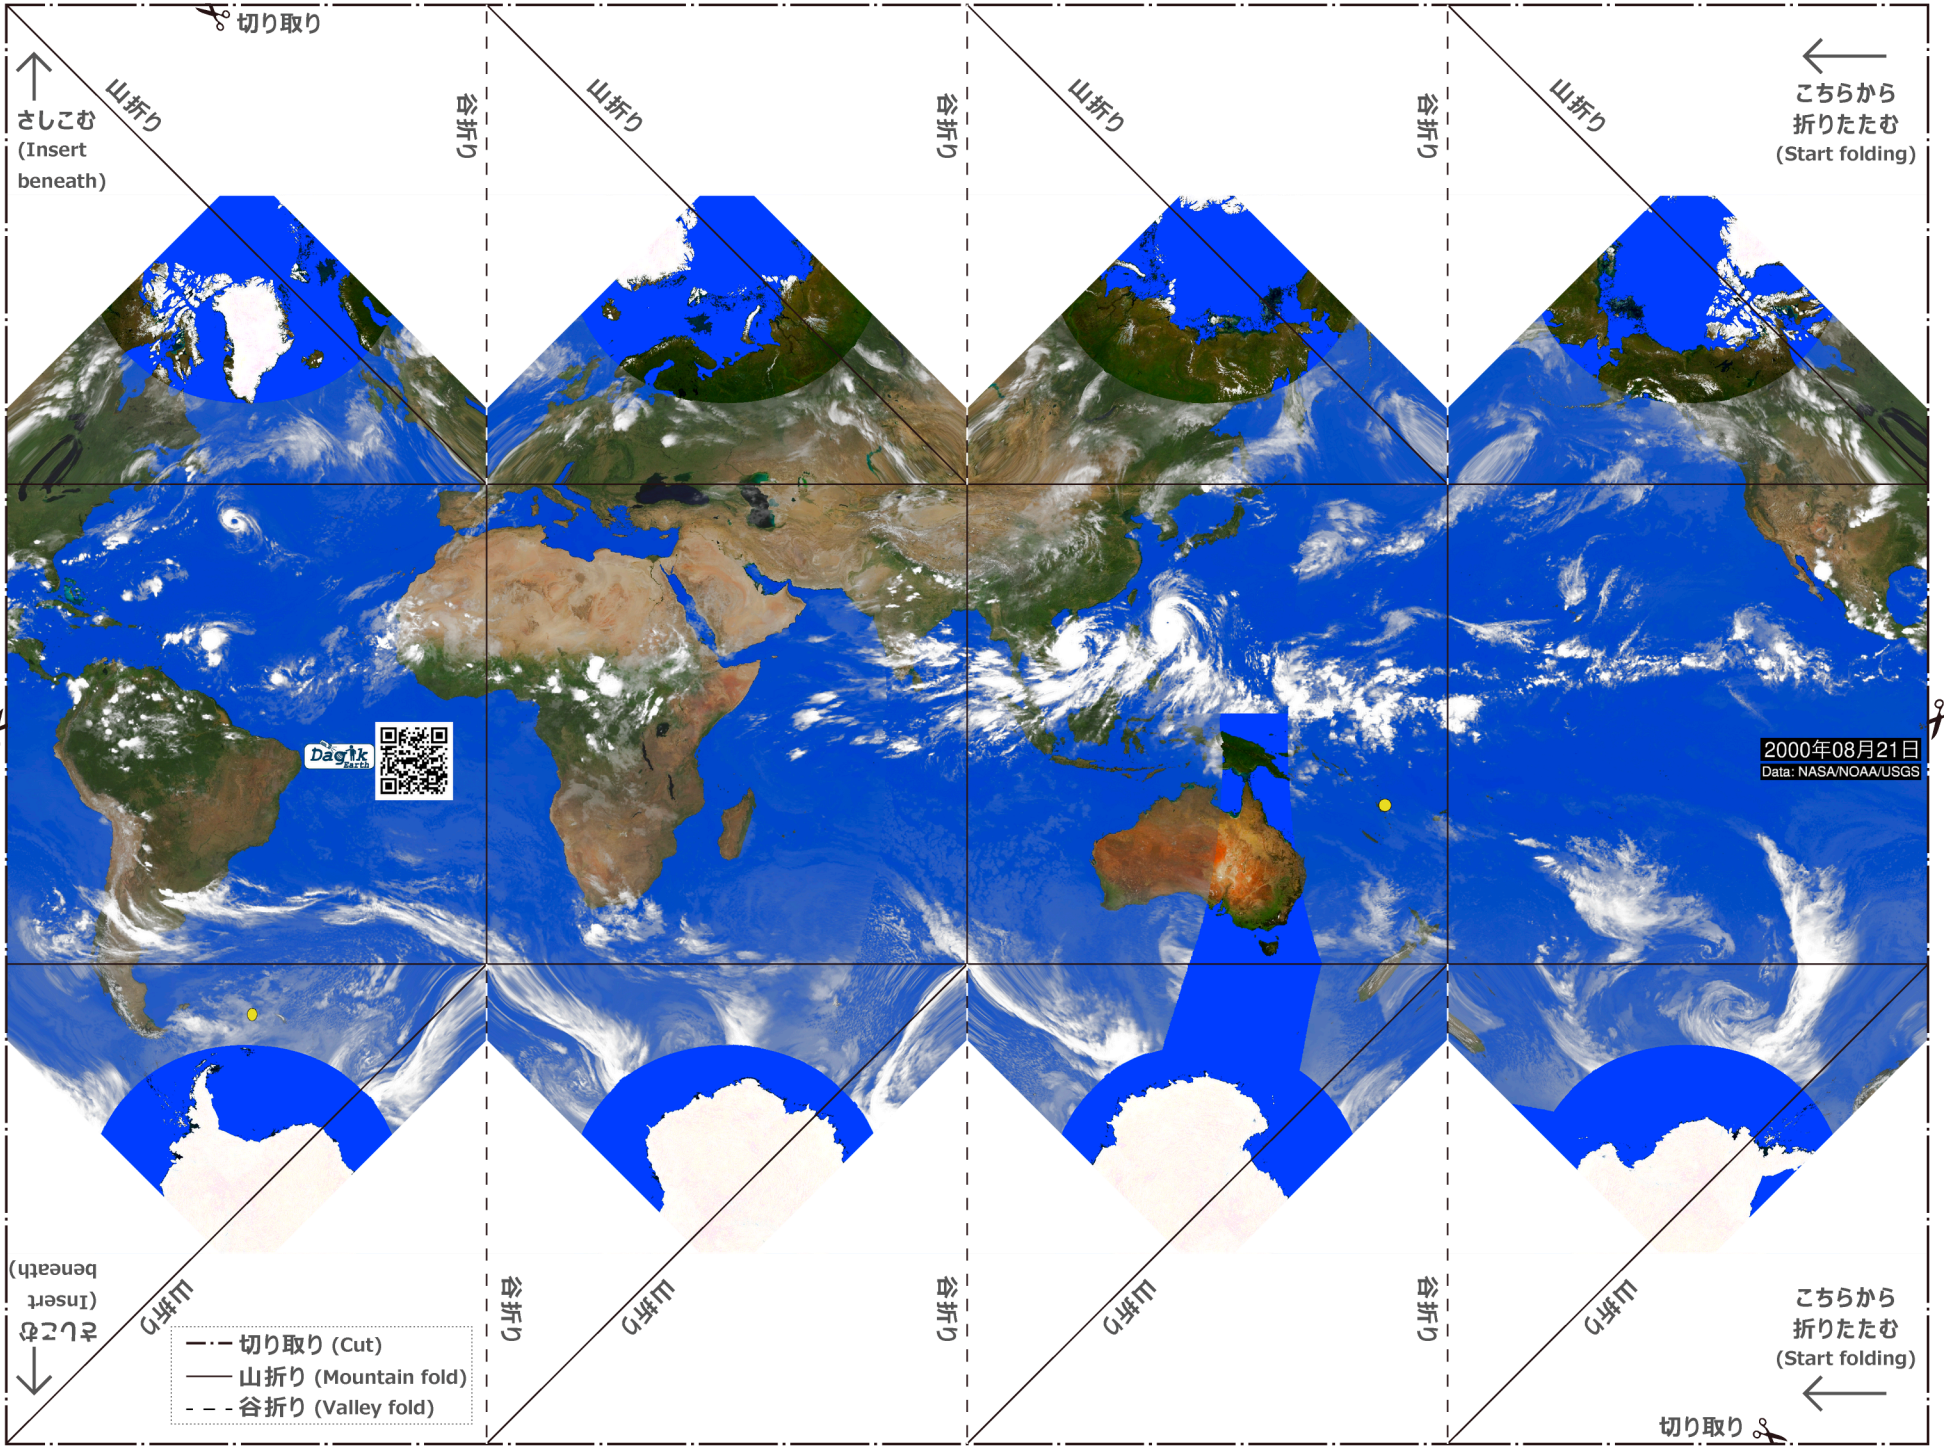 切り取り
山折り
谷折り
山折り
谷折り
山折り
谷折り
山折り
さしこむ
(Insert
beneath)
こちらから
折りたたむ
(Start folding)
Dagik
Earth
2000年08月21日
Data: NASA/NOAA/USGS
さしこむ
(Insert
beneath)
山折り
谷折り
山折り
谷折り
山折り
谷折り
山折り
こちらから
折りたたむ
(Start folding)
切り取り (Cut)
山折り (Mountain fold)
谷折り (Valley fold)
切り取り